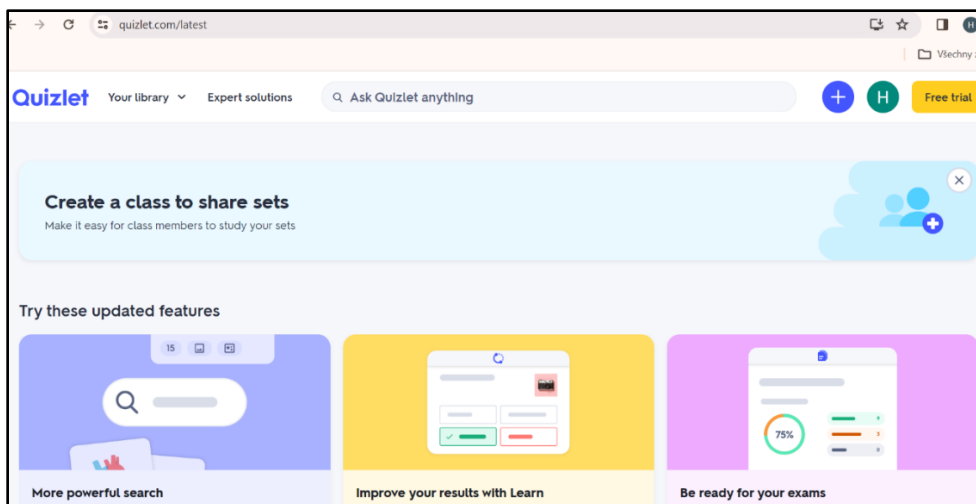 quizlet.com/latest
H
Všechny z
Quizlet Your library Expert solutions Ask Quizlet anything + H Free trial
Create a class to share sets
Make it easy for class members to study your sets
Try these updated features
15
75%
More powerful search Improve your results with Learn Be ready for your exams